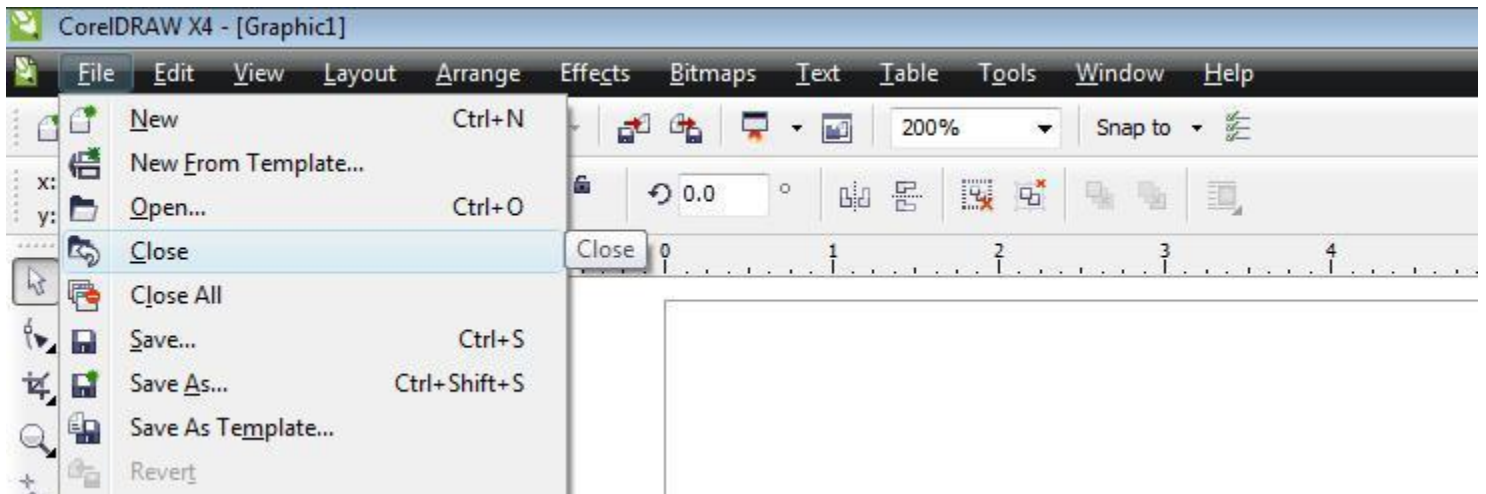 CorelDRAW X4 - [Graphic1]
File Edit View Layout Arrange Effects Bitmaps Text Table Tools Window Help
New Ctrl+N
200% Snap to
New From Template...
x:
0.0 °
y:
Open... Ctrl+O
Close
Close
0 1 2 3 4
Close All
Save... Ctrl+S
Save As... Ctrl+Shift+S
Save As Template...
Revert